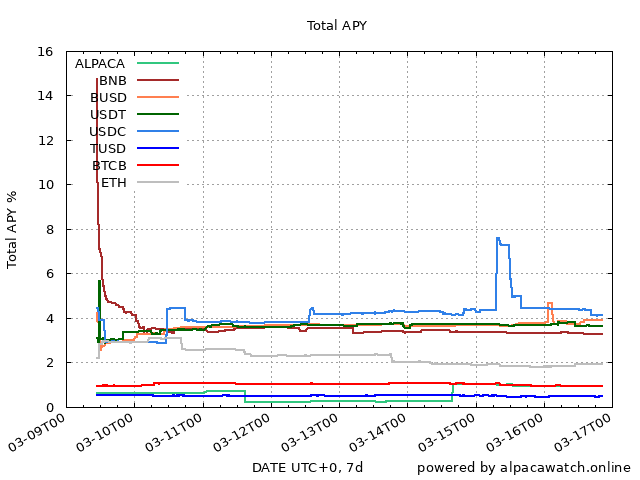 Total APY
16
14
12
10
8
6
4
2
0
Total APY %
ALPACA
BNB
BUSD
USDT
USDC
TUSD
BTCB
ETH
03-09T00
03-10T00
03-11T00
03-12T00
03-13T00
03-14T00
03-15T00
03-16T00
03-17T00
DATE UTC+0, 7d
powered by alpacawatch.online